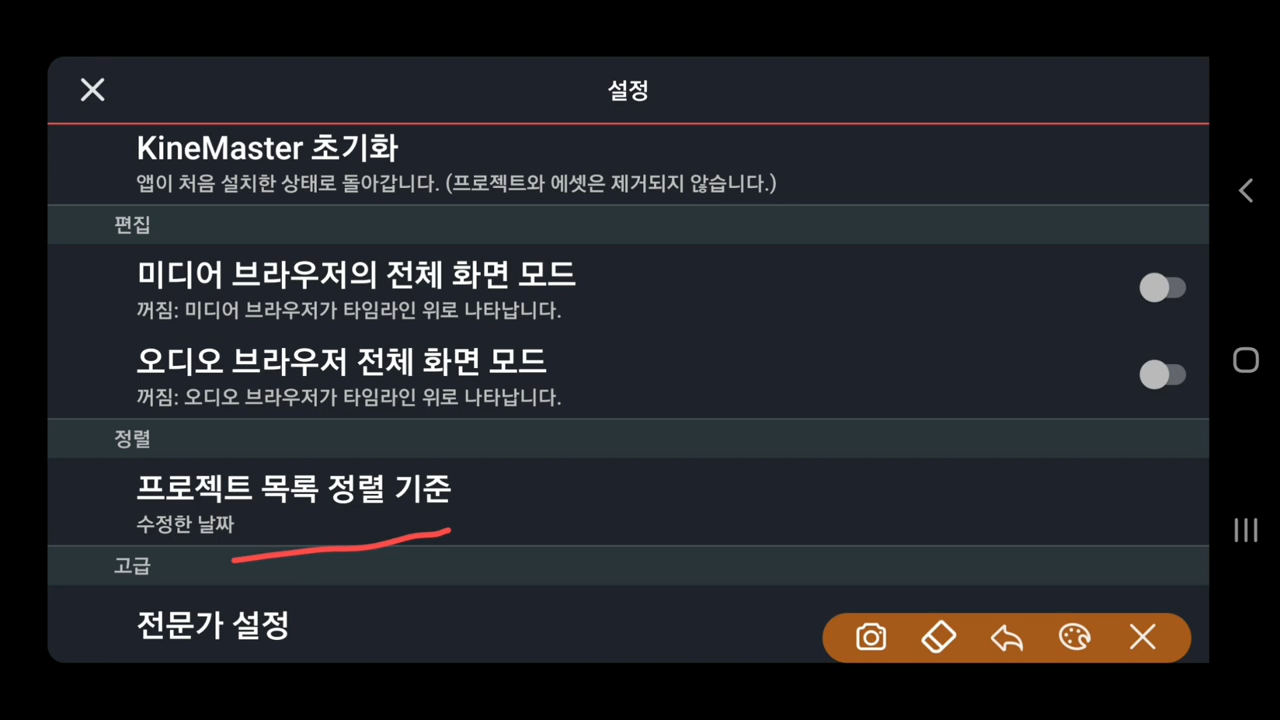 설정
KineMaster 초기화
앱이 처음 설치한 상태로 돌아갑니다. (프로젝트와 에셋은 제거되지 않습니다.)
편집
미디어 브라우저의 전체 화면 모드
꺼짐: 미디어 브라우저가 타임라인 위로 나타납니다.
오디오 브라우저 전체 화면 모드
꺼짐: 오디오 브라우저가 타임라인 위로 나타납니다.
정렬
프로젝트 목록 정렬 기준
수정한 날짜
고급
전문가 설정